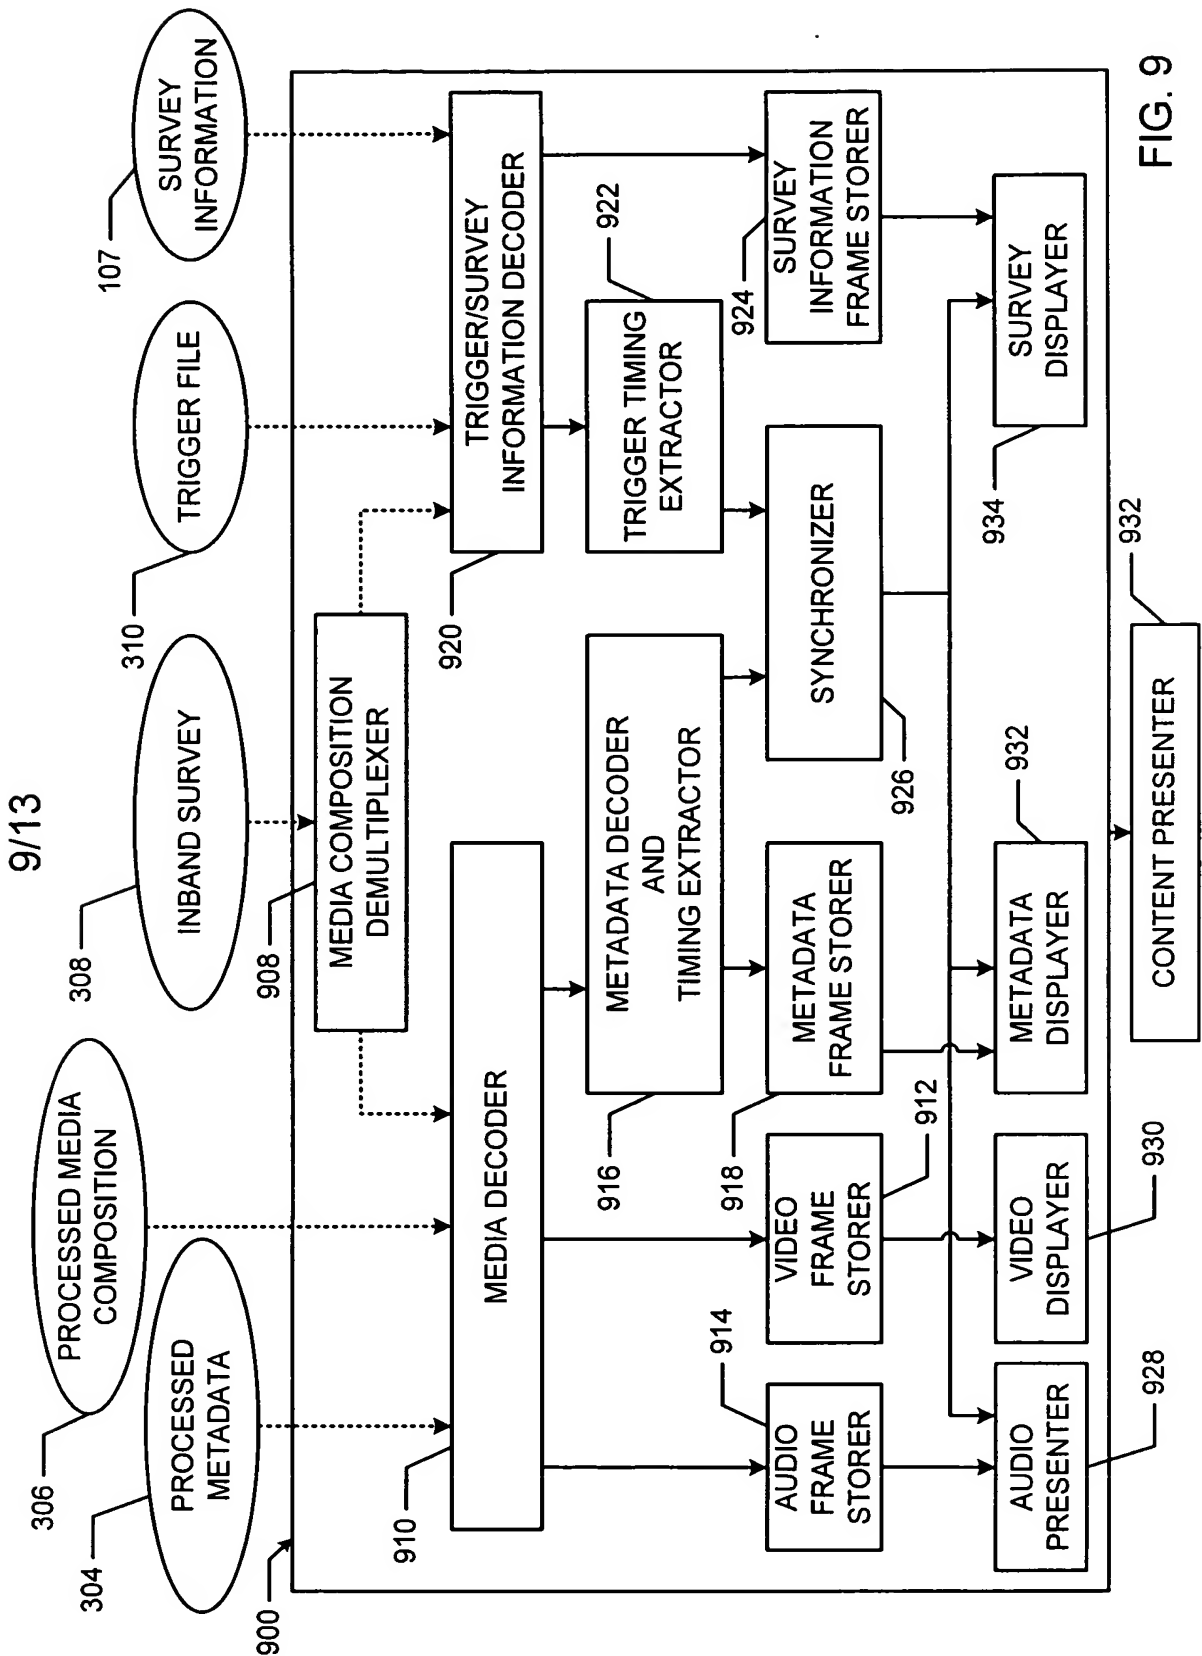 9/13
PROCESSED MEDIA
COMPOSITION
306
PROCESSED
METADATA
304
INBAND SURVEY
308
TRIGGER FILE
310
SURVEY
INFORMATION
107
900
MEDIA COMPOSITION
DEMULTIPLEXER
908
MEDIA DECODER
910
TRIGGER/SURVEY
INFORMATION DECODER
920
METADATA DECODER
AND
TIMING EXTRACTOR
916
TRIGGER TIMING
EXTRACTOR
922
AUDIO
FRAME
STORER
914
VIDEO
FRAME
STORER
912
METADATA
FRAME STORER
918
SYNCHRONIZER
926
SURVEY
INFORMATION
FRAME STORER
924
AUDIO
PRESENTER
928
VIDEO
DISPLAYER
930
METADATA
DISPLAYER
932
SURVEY
DISPLAYER
934
CONTENT PRESENTER
932
FIG. 9